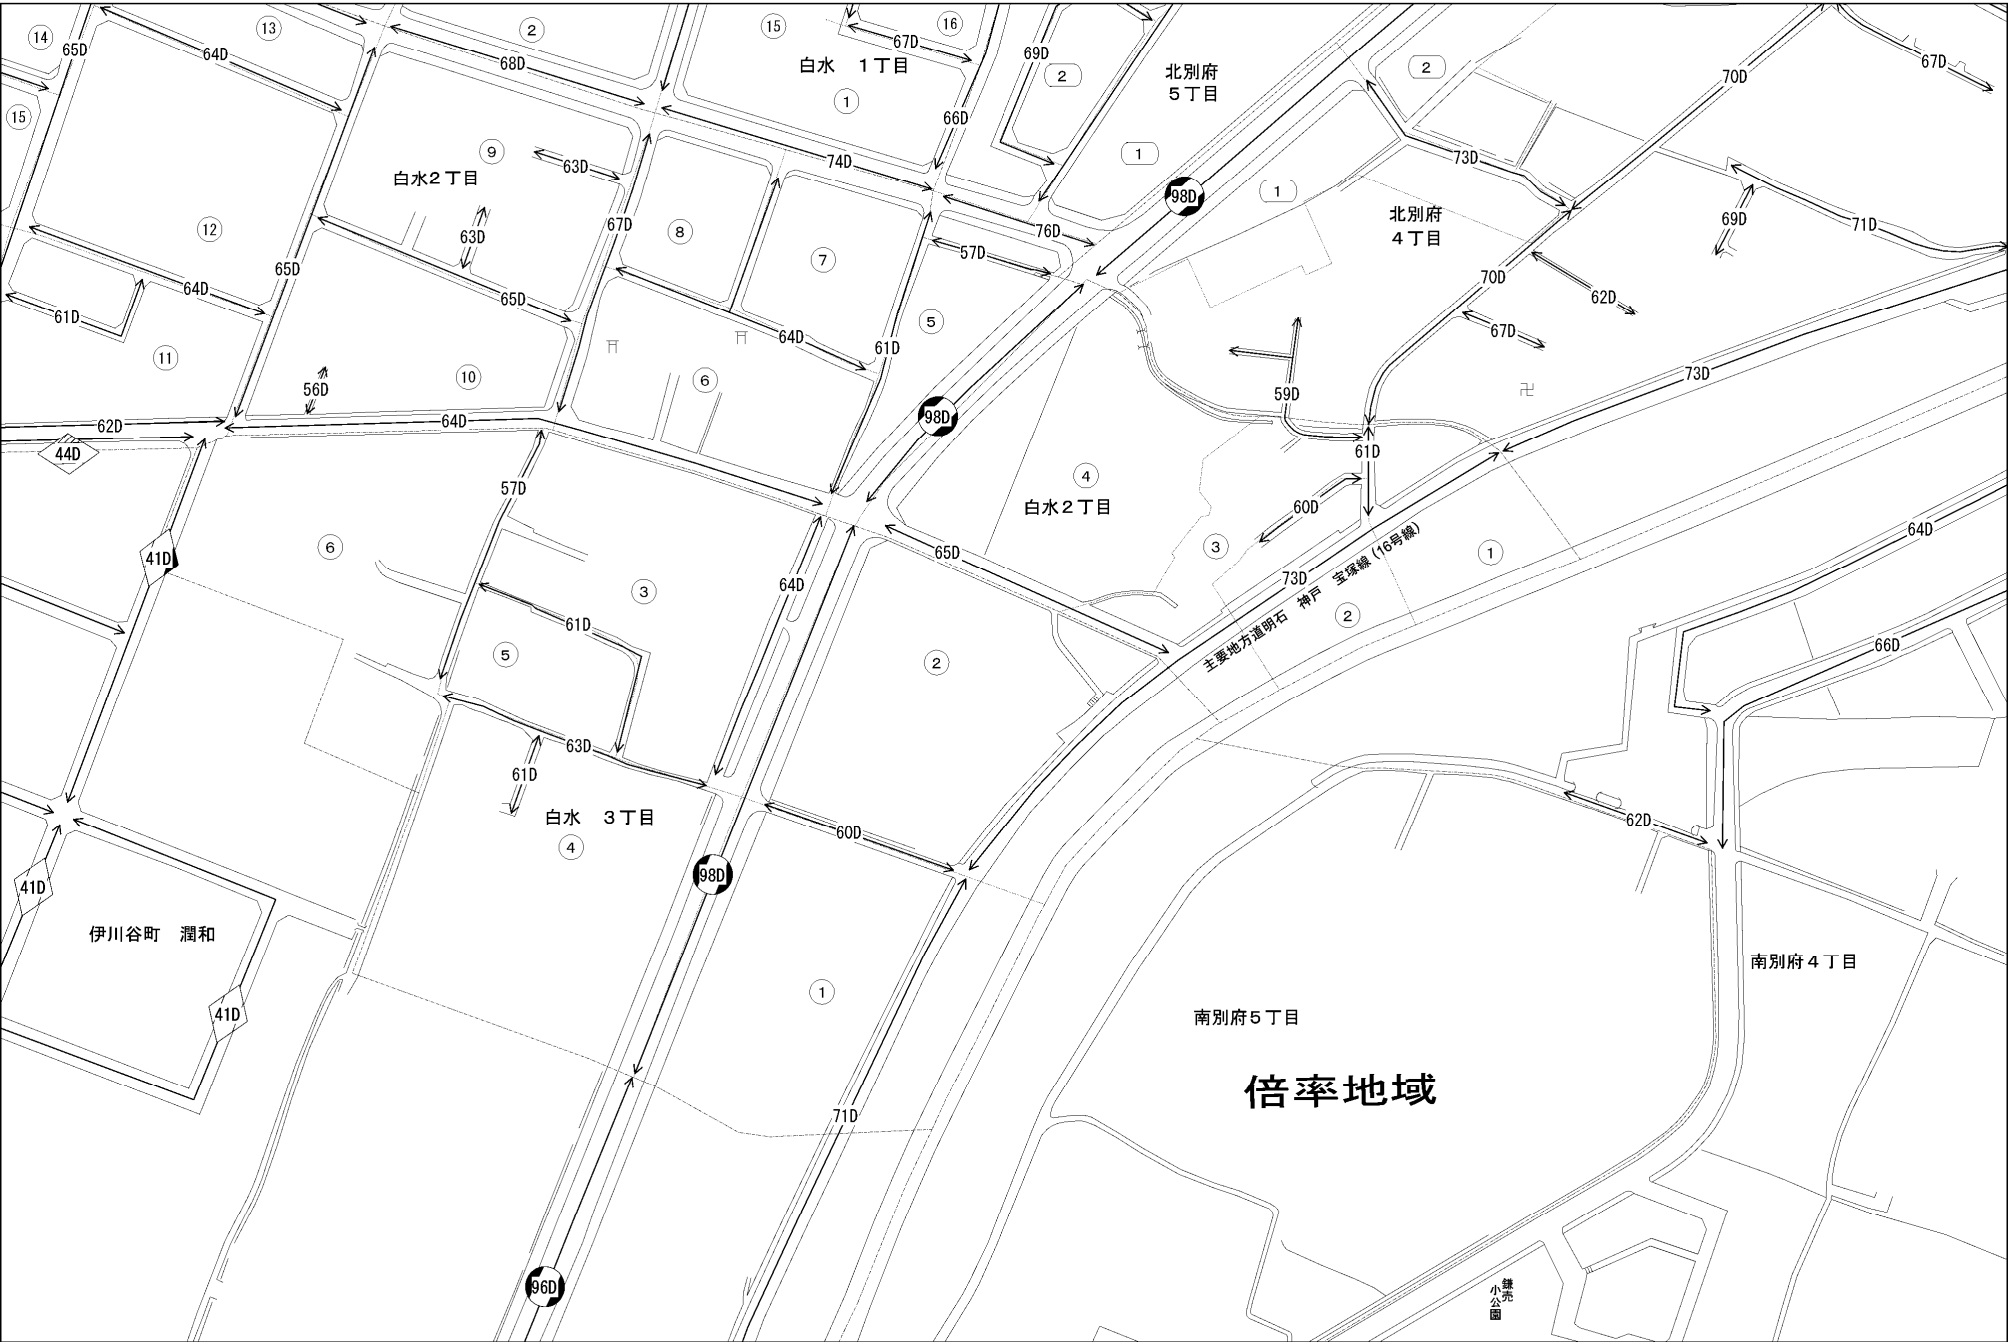 14
65D
13
64D
2
68D
15
67D
16
白水　１丁目
1
69D
2
北別府
５丁目
2
70D
67D
15
66D
74D
1
73D
9
63D
白水２丁目
98D
1
北別府
４丁目
69D
71D
12
63D
67D
8
7
76D
57D
65D
64D
65D
70D
62D
61D
5
67D
64D
61D
11
10
6
73D
56D
59D
卍
62D
64D
98D
44D
61D
57D
4
白水２丁目
60D
64D
41D
6
65D
3
主要地方道明石　神戸　宝塚線（16号線）
1
3
64D
73D
2
61D
5
2
66D
63D
61D
白水　３丁目
4
60D
62D
98D
41D
伊川谷町　潤和
41D
1
南別府４丁目
南別府５丁目
倍率地域
71D
96D
鎌売
小公園